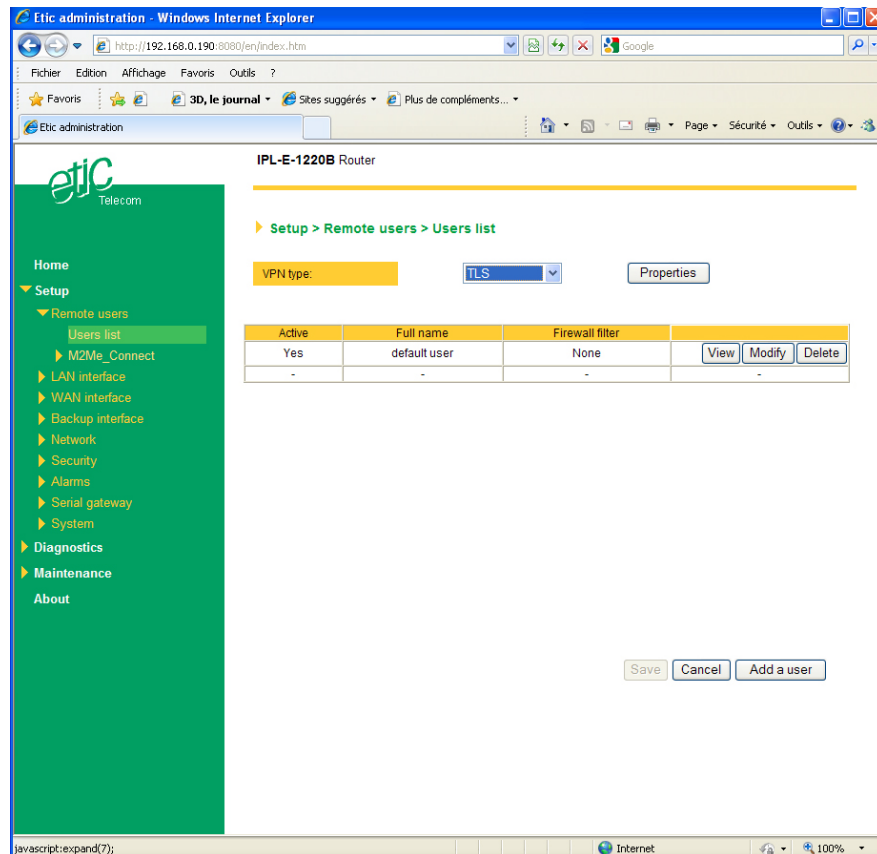 Etic administration - Windows Internet Explorer
http://192.168.0.190:8080/en/index.htm
Google
Fichier Edition Affichage Favoris Outils ?
Favoris 3D, le journal Sites suggérés Plus de compléments...
Etic administration
Page Sécurité Outils
etic Telecom
IPL-E-1220B Router
Setup > Remote users > Users list
Home
Setup
Remote users
Users list
M2Me_Connect
LAN interface
WAN interface
Backup interface
Network
Security
Alarms
Serial gateway
System
Diagnostics
Maintenance
About
VPN type: TLS Properties
Active Full name Firewall filter
Yes default user None View Modify Delete
- - - -
Save Cancel Add a user
javascript:expand(7); Internet 100%